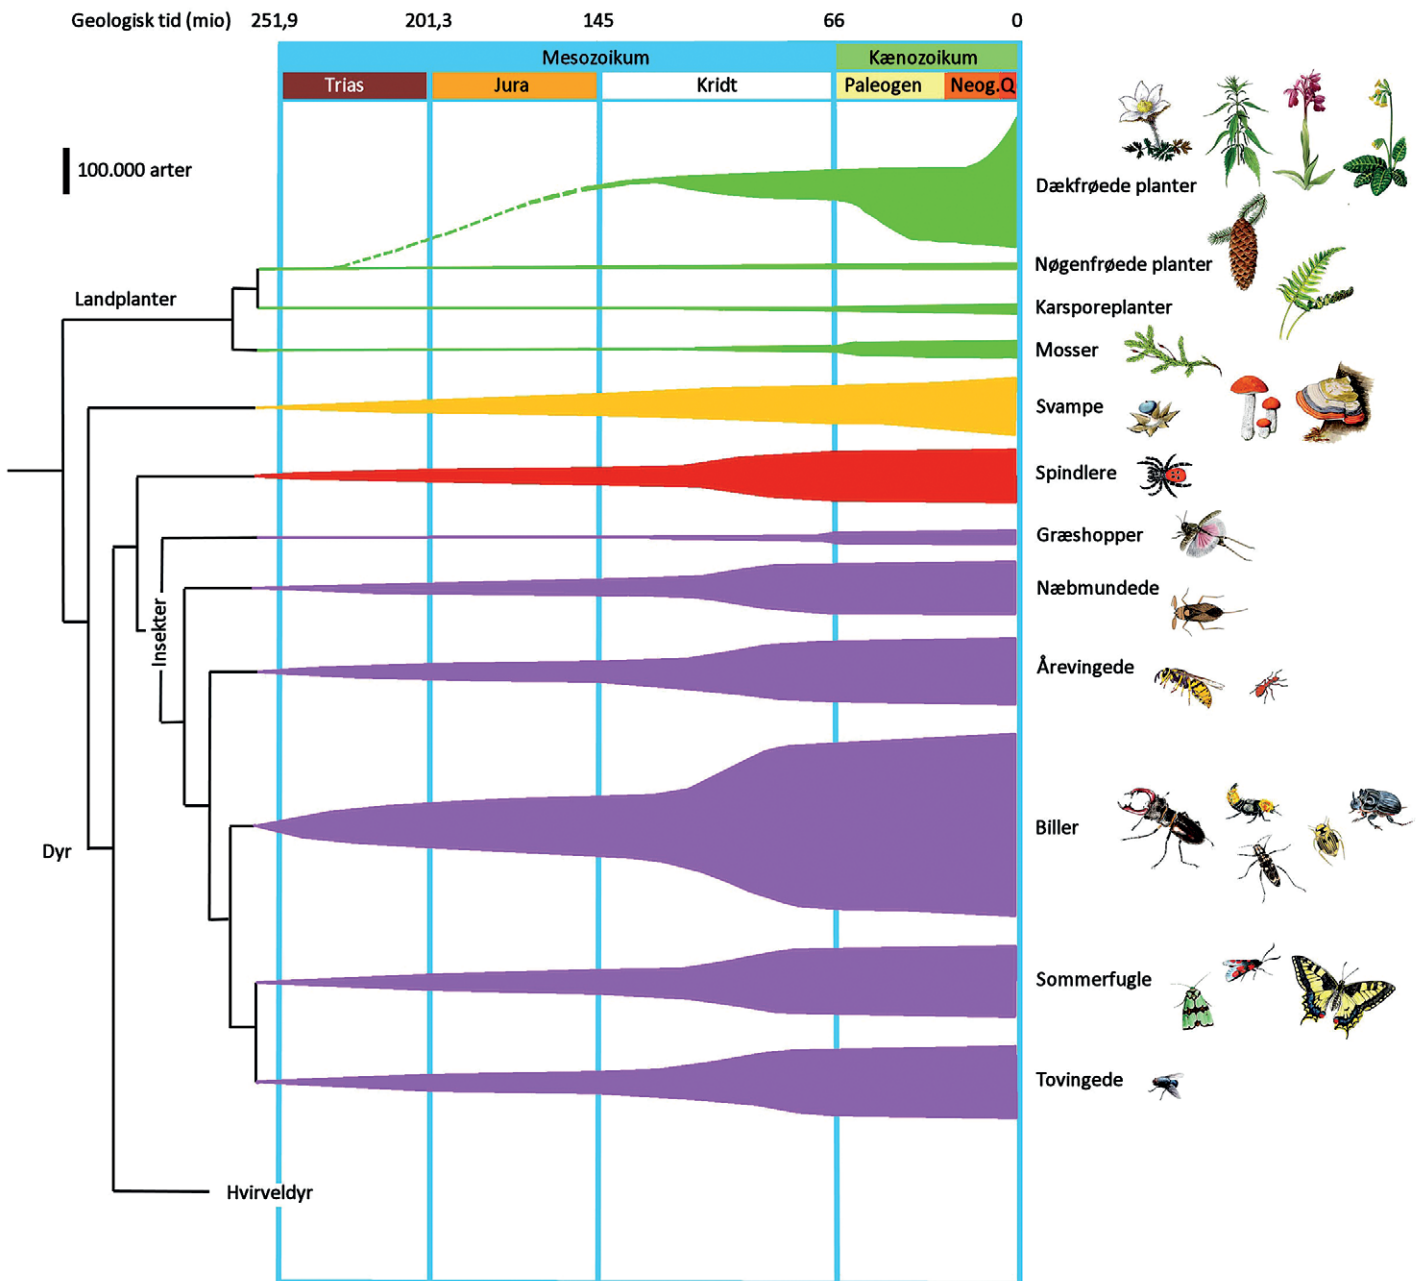 Geologisk tid (mio) 251,9 201,3 145 66 0
Mesozoikum Kænozoikum
Trias Jura Kridt Paleogen Neog. Q
100.000 arter
Dækfrøede planter
Nøgenfrøede planter
Landplanter
Karsporeplanter
Mosser
Svampe
Spindlere
Græshopper
Næbmundede
Insekter
Årevingede
Biller
Dyr
Sommerfugle
Tovingede
Hvirveldyr